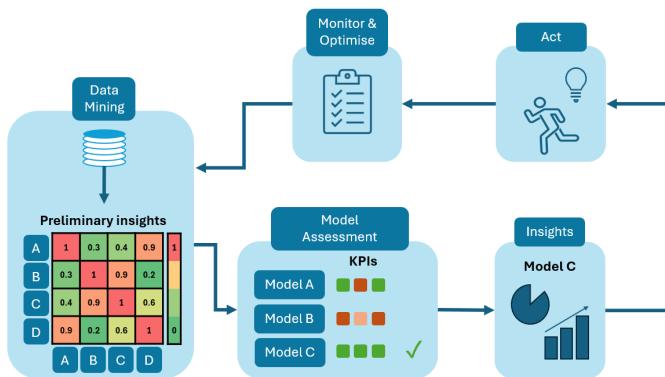 Monitor &
Optimise
Act
Data
Mining
Preliminary insights
A 1 0.3 0.4 0.9 1
B 0.3 1 0.9 0.2
C 0.4 0.9 1 0.6
D 0.9 0.2 0.6 1 0
A B C D
Model
Assessment
KPIs
Model A
Model B
Model C
Insights
Model C